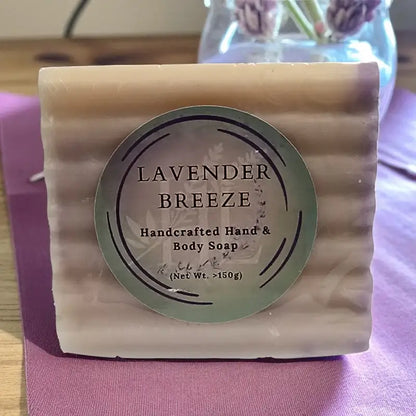 LAVENDER
BREEZE
Handcrafted Hand &
Body Soap
(Net Wt. >150g)